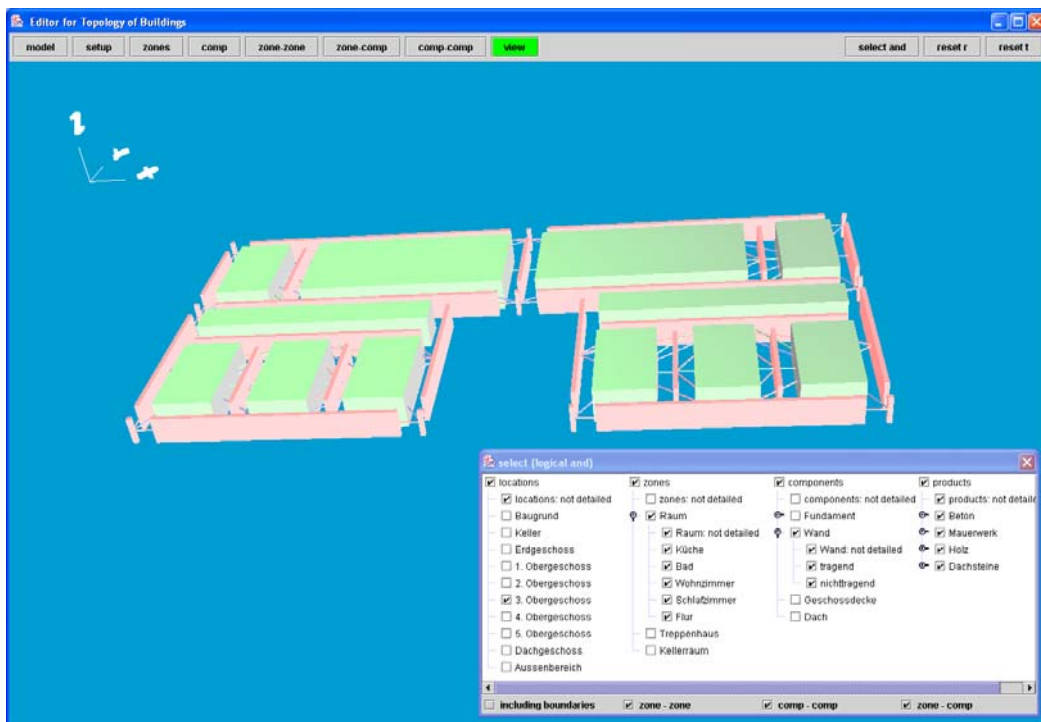 Editor for Topology of Buildings
model setup zones comp zone-zone zone-comp comp-comp view select and reset r reset t
z
Y
x
select (logical and)
locations zones components products
locations: not detailed zones: not detailed components: not detailed products: not detaile
Baugrund Raum Fundament Beton
Keller Raum: not detailed Wand Mauerwerk
Erdgeschoss Küche Wand: not detailed Holz
1. Obergeschoss Bad tragend Dachsteine
2. Obergeschoss Wohnzimmer nichttragend
3. Obergeschoss Schlafzimmer Geschossdecke
4. Obergeschoss Flur Dach
5. Obergeschoss Treppenhaus
Dachgeschoss Kellerraum
Aussenbereich
including boundaries zone - zone comp - comp zone - comp